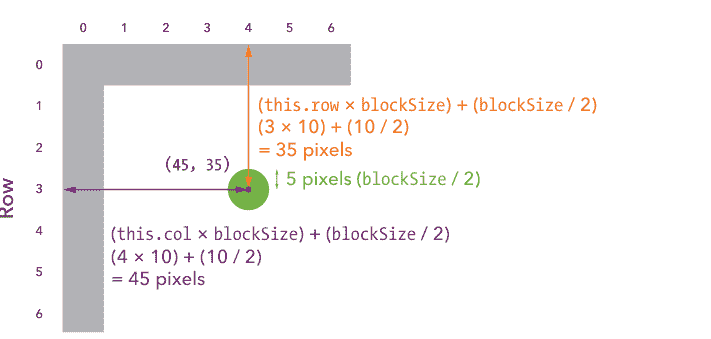 0 1 2 3 4 5 6
0
1
(this.row × blockSize) + (blockSize / 2)
(3 × 10) + (10 / 2)
2
= 35 pixels
(45, 35)
Row
3
5 pixels (blockSize / 2)
4
(this.col × blockSize) + (blockSize / 2)
(4 × 10) + (10 / 2)
5
= 45 pixels
6